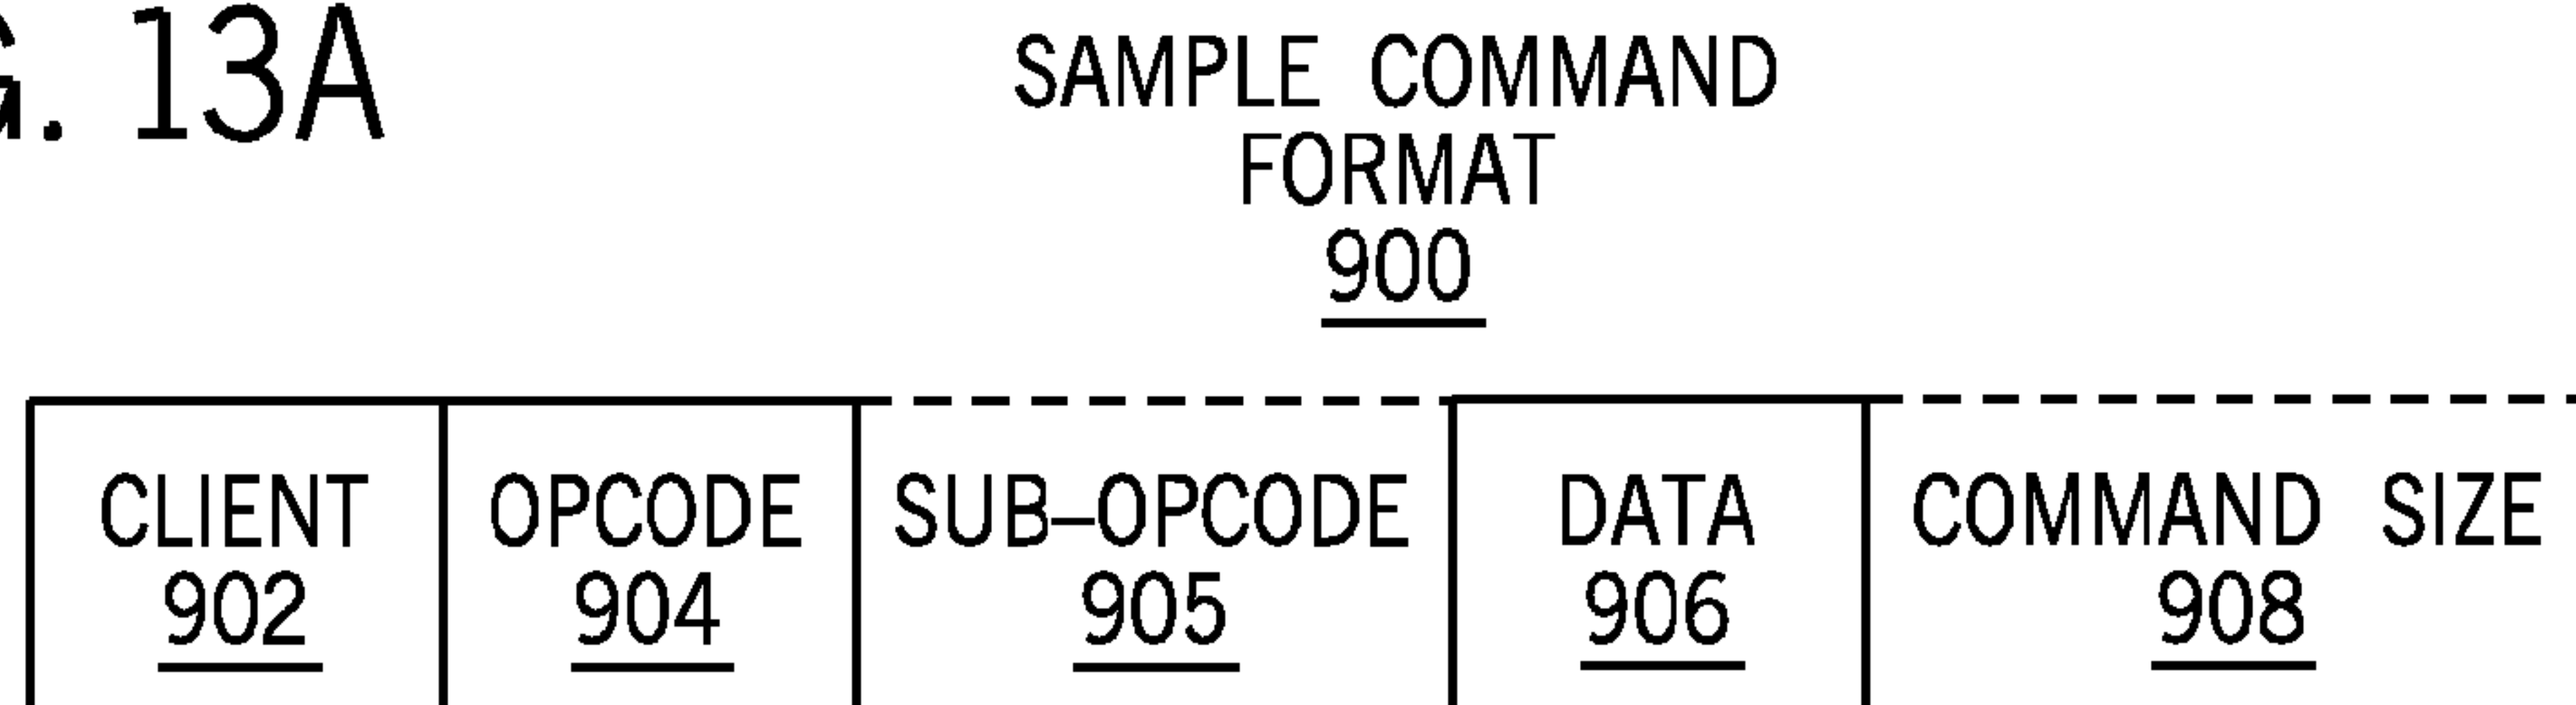 G. 13A
SAMPLE COMMAND
FORMAT
900
CLIENT OPCODE SUB–OPCODE DATA COMMAND SIZE
902 904 905 906 908